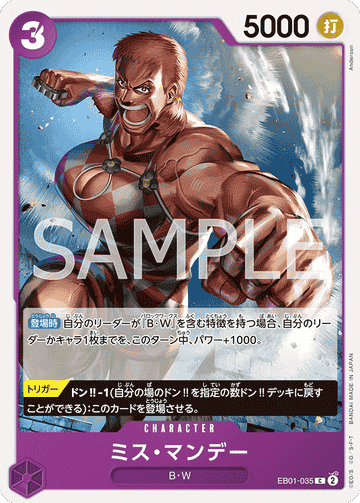 3
5000
打
Anderson
SAMPLE
登場時 自分のリーダーが「B・W」を含む特徴を持つ場合、自分のリー
ダーかキャラ1枚までを、このターン中、パワー+1000。
トリガー ドン!!-1(自分の場のドン!!を指定の数ドン!!デッキに戻す
ことができる):このカードを登場させる。
CHARACTER
ミス・マンデー
B・W
EB01-035 C 2
BANDAI MADE IN JAPAN